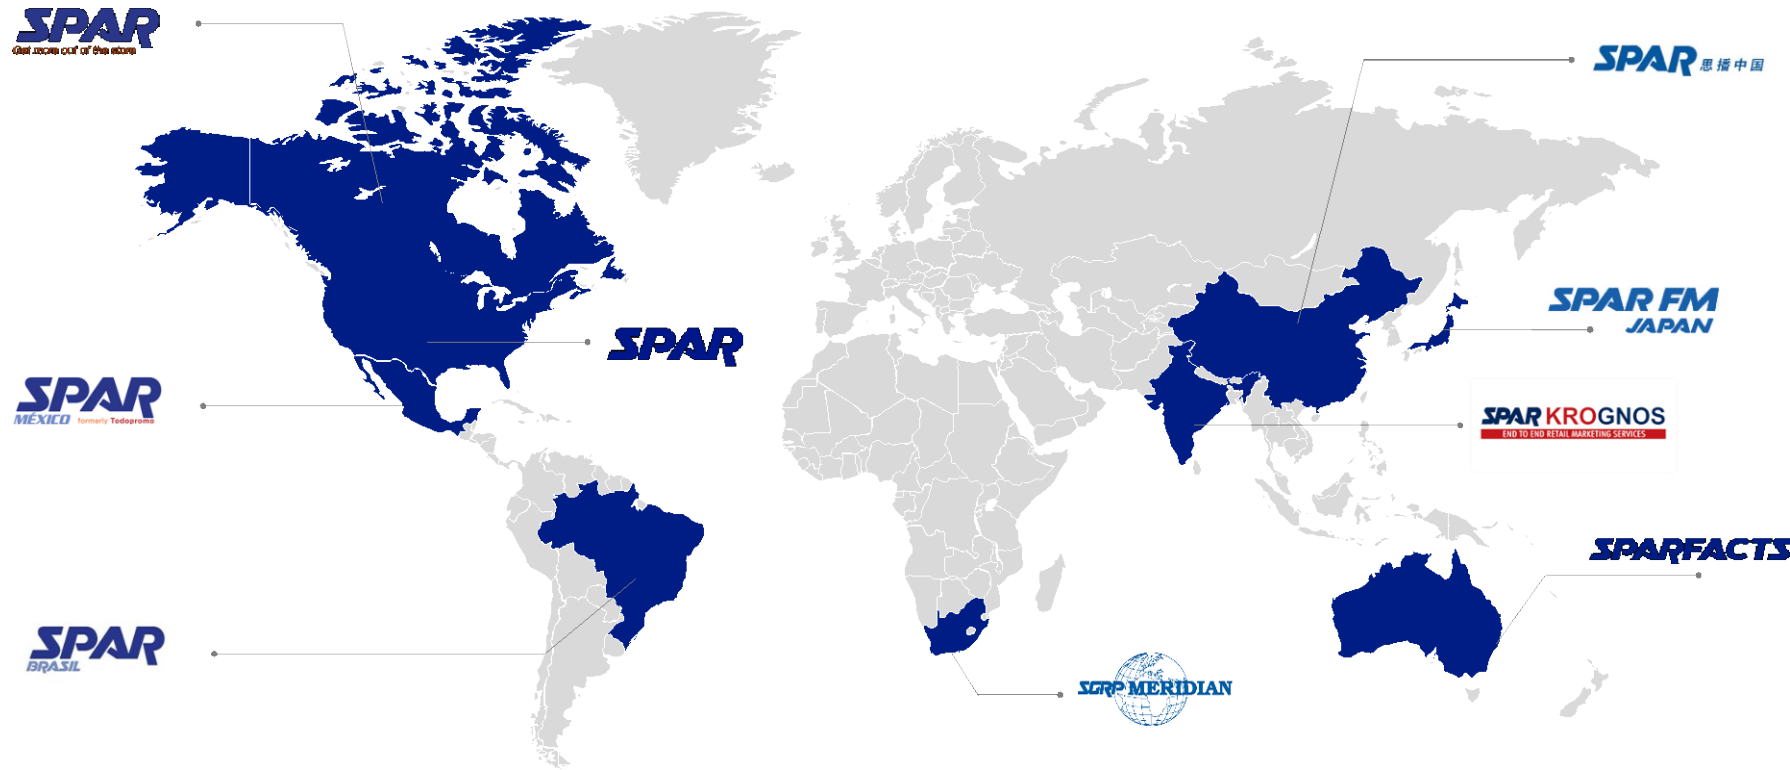 SPAR
Get more out of the store
SPAR 思播中国
SPAR FM
JAPAN
SPAR
SPAR
MÉXICO formerly Todopromo
SPAR KROGNOS
END TO END RETAIL MARKETING SERVICES
SPARFACTS
SPAR
BRASIL
SGRP MERIDIAN